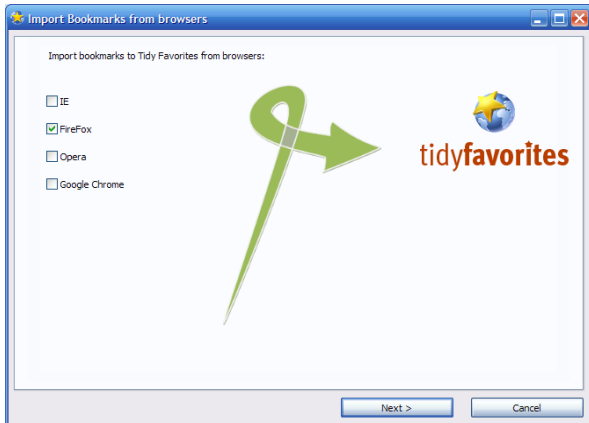 Import Bookmarks from browsers
Import bookmarks to Tidy Favorites from browsers:
IE
FireFox
Opera
Google Chrome
tidyfavorites
Next >
Cancel